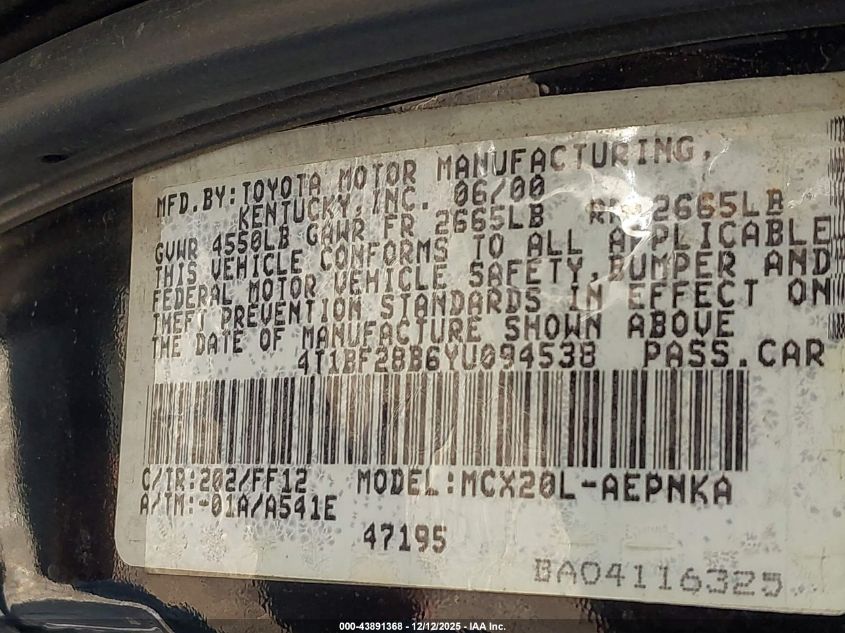 MFD.BY:TOYOTA MOTOR MANUFACTURING,
KENTUCKY,INC. 06/00
GVWR 4550LB GAWR FR 2665LB RR 2665LB
THIS VEHICLE CONFORMS TO ALL APPLICABLE
FEDERAL MOTOR VEHICLE SAFETY,BUMPER AND
THEFT PREVENTION STANDARDS IN EFFECT ON
THE DATE OF MANUFACTURE SHOWN ABOVE
4T1BF28B6YU094538 PASS.CAR
C/TR:202/FF12 MODEL:MCX20L-AEPNKA
A/TM:-01A/A541E
47195
BA04116325
000-43891368 - 12/12/2025 - IAA Inc.